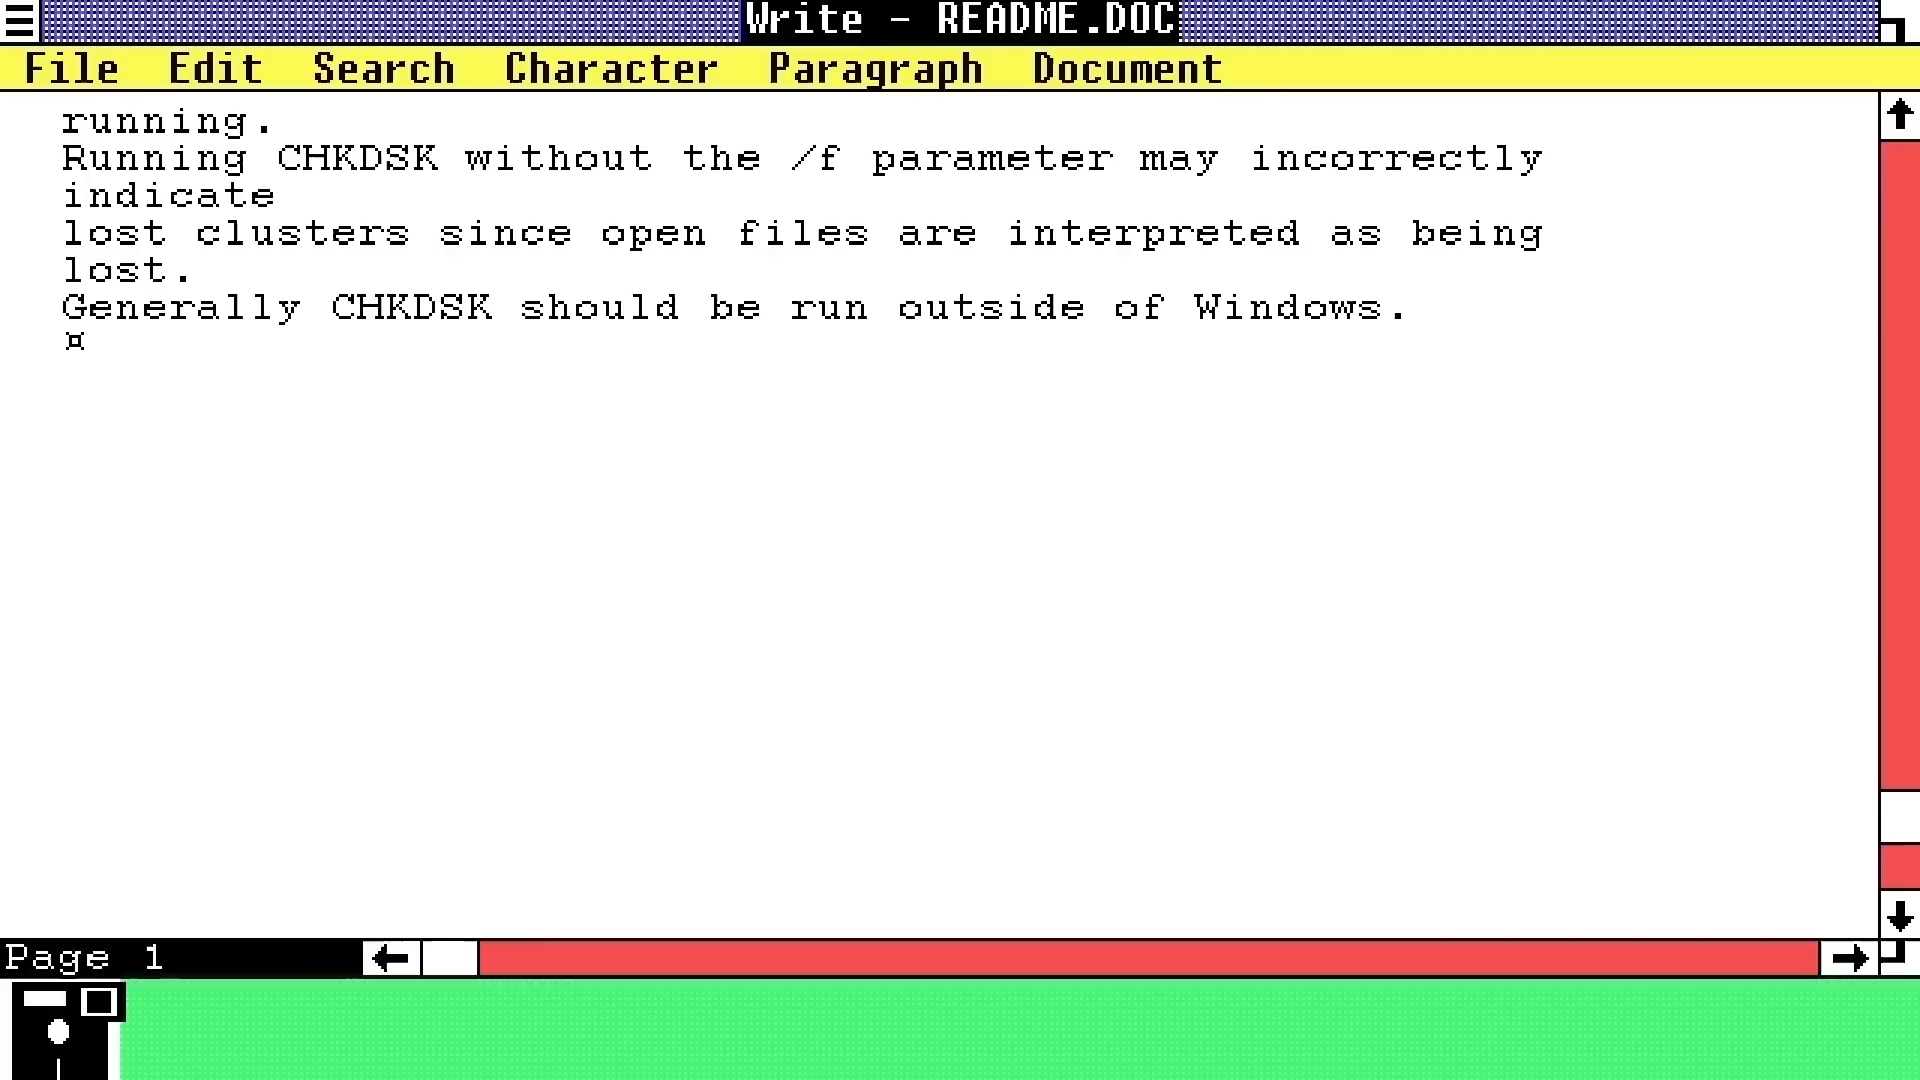 Write - README.DOC
File Edit Search Character Paragraph Document
running.
Running CHKDSK without the /f parameter may incorrectly
indicate
lost clusters since open files are interpreted as being
lost.
Generally CHKDSK should be run outside of Windows.
¤
Page 1